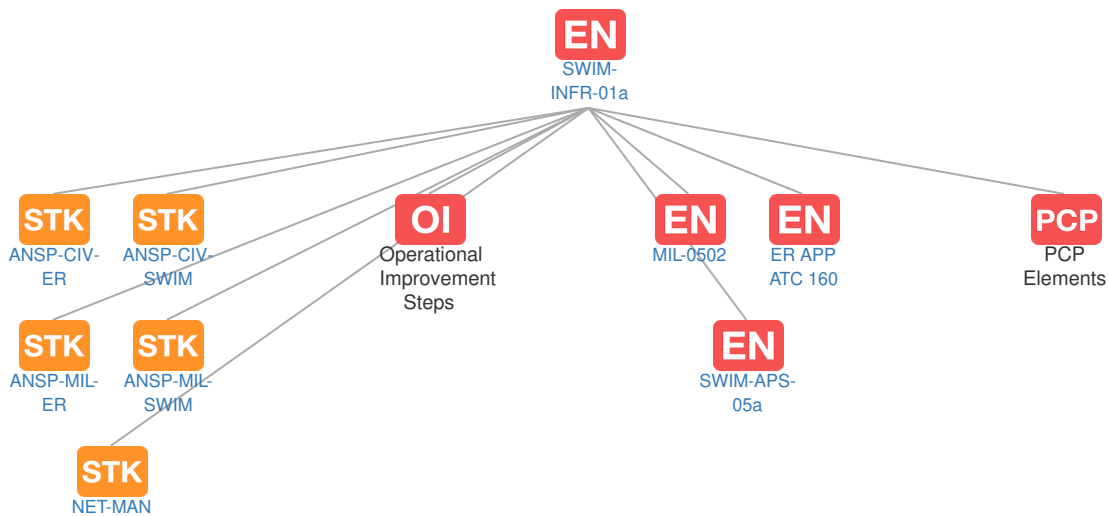 EN
SWIM-
INFR-01a
STK
ANSP-CIV-
ER
STK
ANSP-CIV-
SWIM
OI
Operational
Improvement
Steps
EN
MIL-0502
EN
ER APP
ATC 160
PCP
PCP
Elements
STK
ANSP-MIL-
ER
STK
ANSP-MIL-
SWIM
EN
SWIM-APS-
05a
STK
NET-MAN